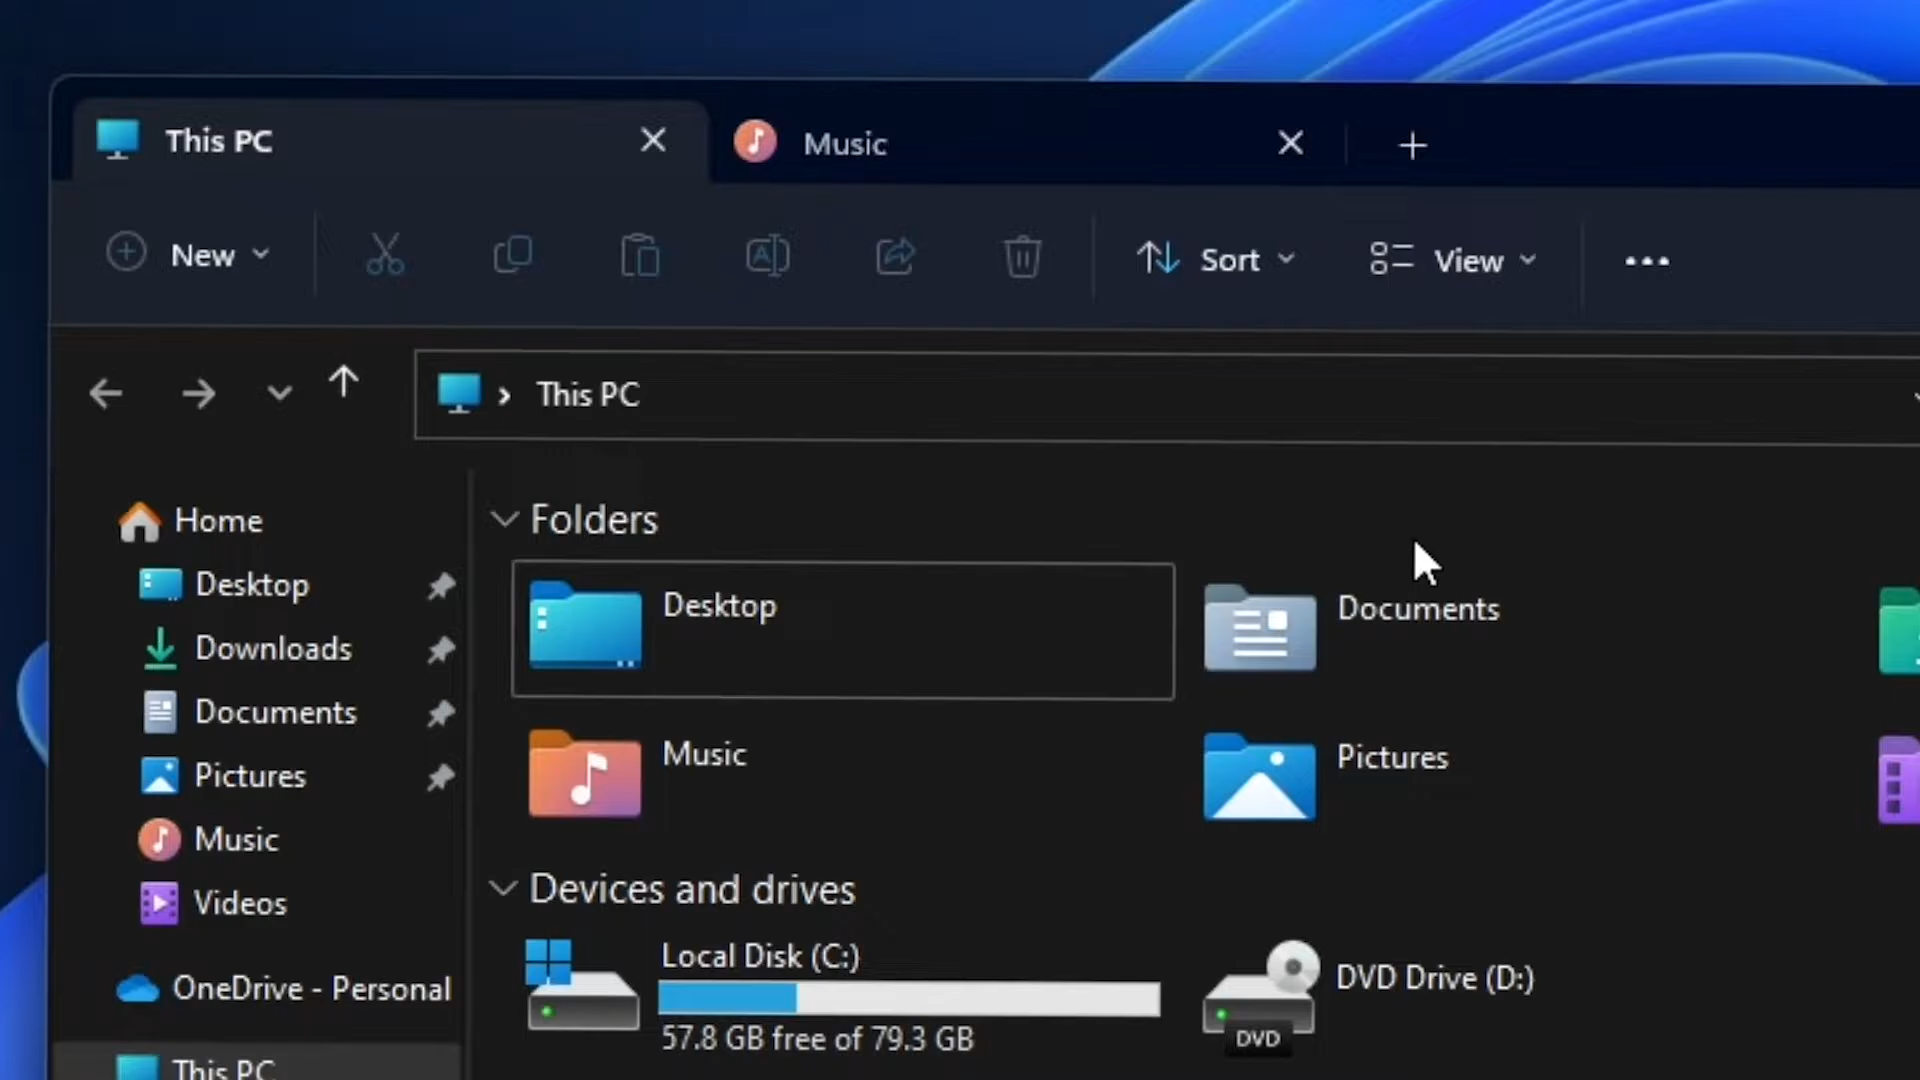 This PC
Music
New
Sort
View
This PC
Home
Desktop
Downloads
Documents
Pictures
Music
Videos
OneDrive - Personal
This PC
Folders
Desktop
Documents
Music
Pictures
Devices and drives
Local Disk (C:)
57.8 GB free of 79.3 GB
DVD Drive (D:)
DVD